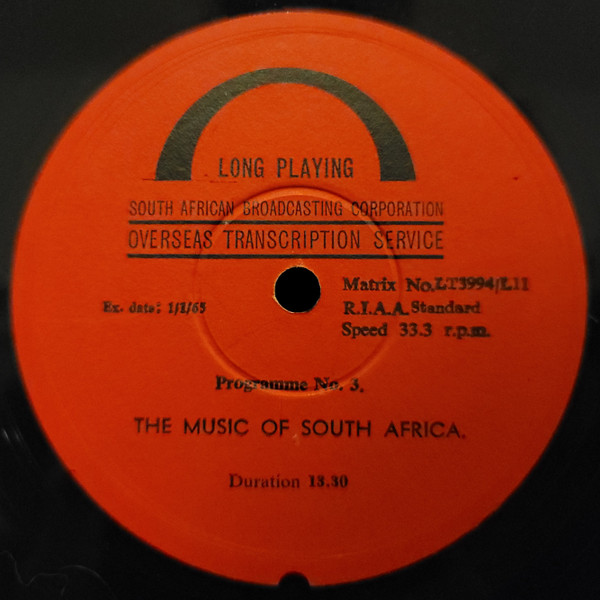 LONG PLAYING
SOUTH AFRICAN BROADCASTING CORPORATION
OVERSEAS TRANSCRIPTION SERVICE
Matrix No. LT3994/L11
Ex. date: 1/1/65
R.I.A.A. Standard
Speed 33.3 r.p.m.
Programme No. 3.
THE MUSIC OF SOUTH AFRICA.
Duration 13.30